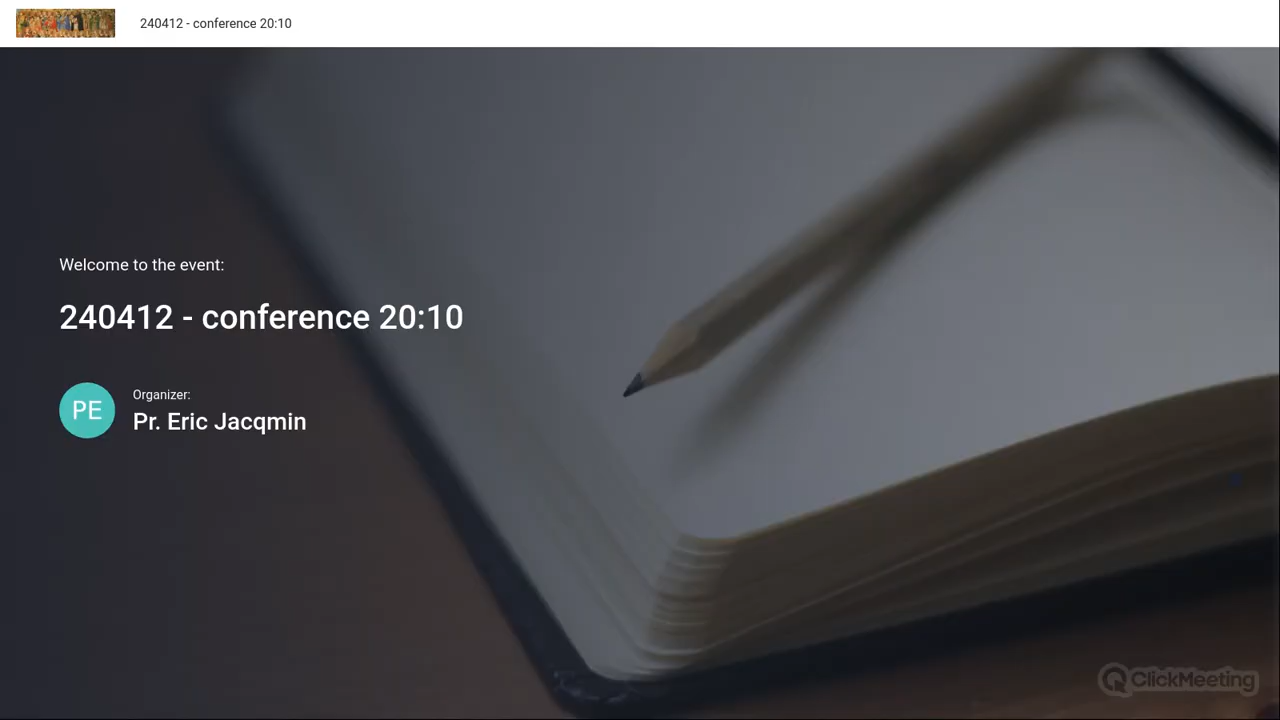 240412 - conference 20:10
Welcome to the event:
240412 - conference 20:10
PE
Organizer:
Pr. Eric Jacqmin
ClickMeeting